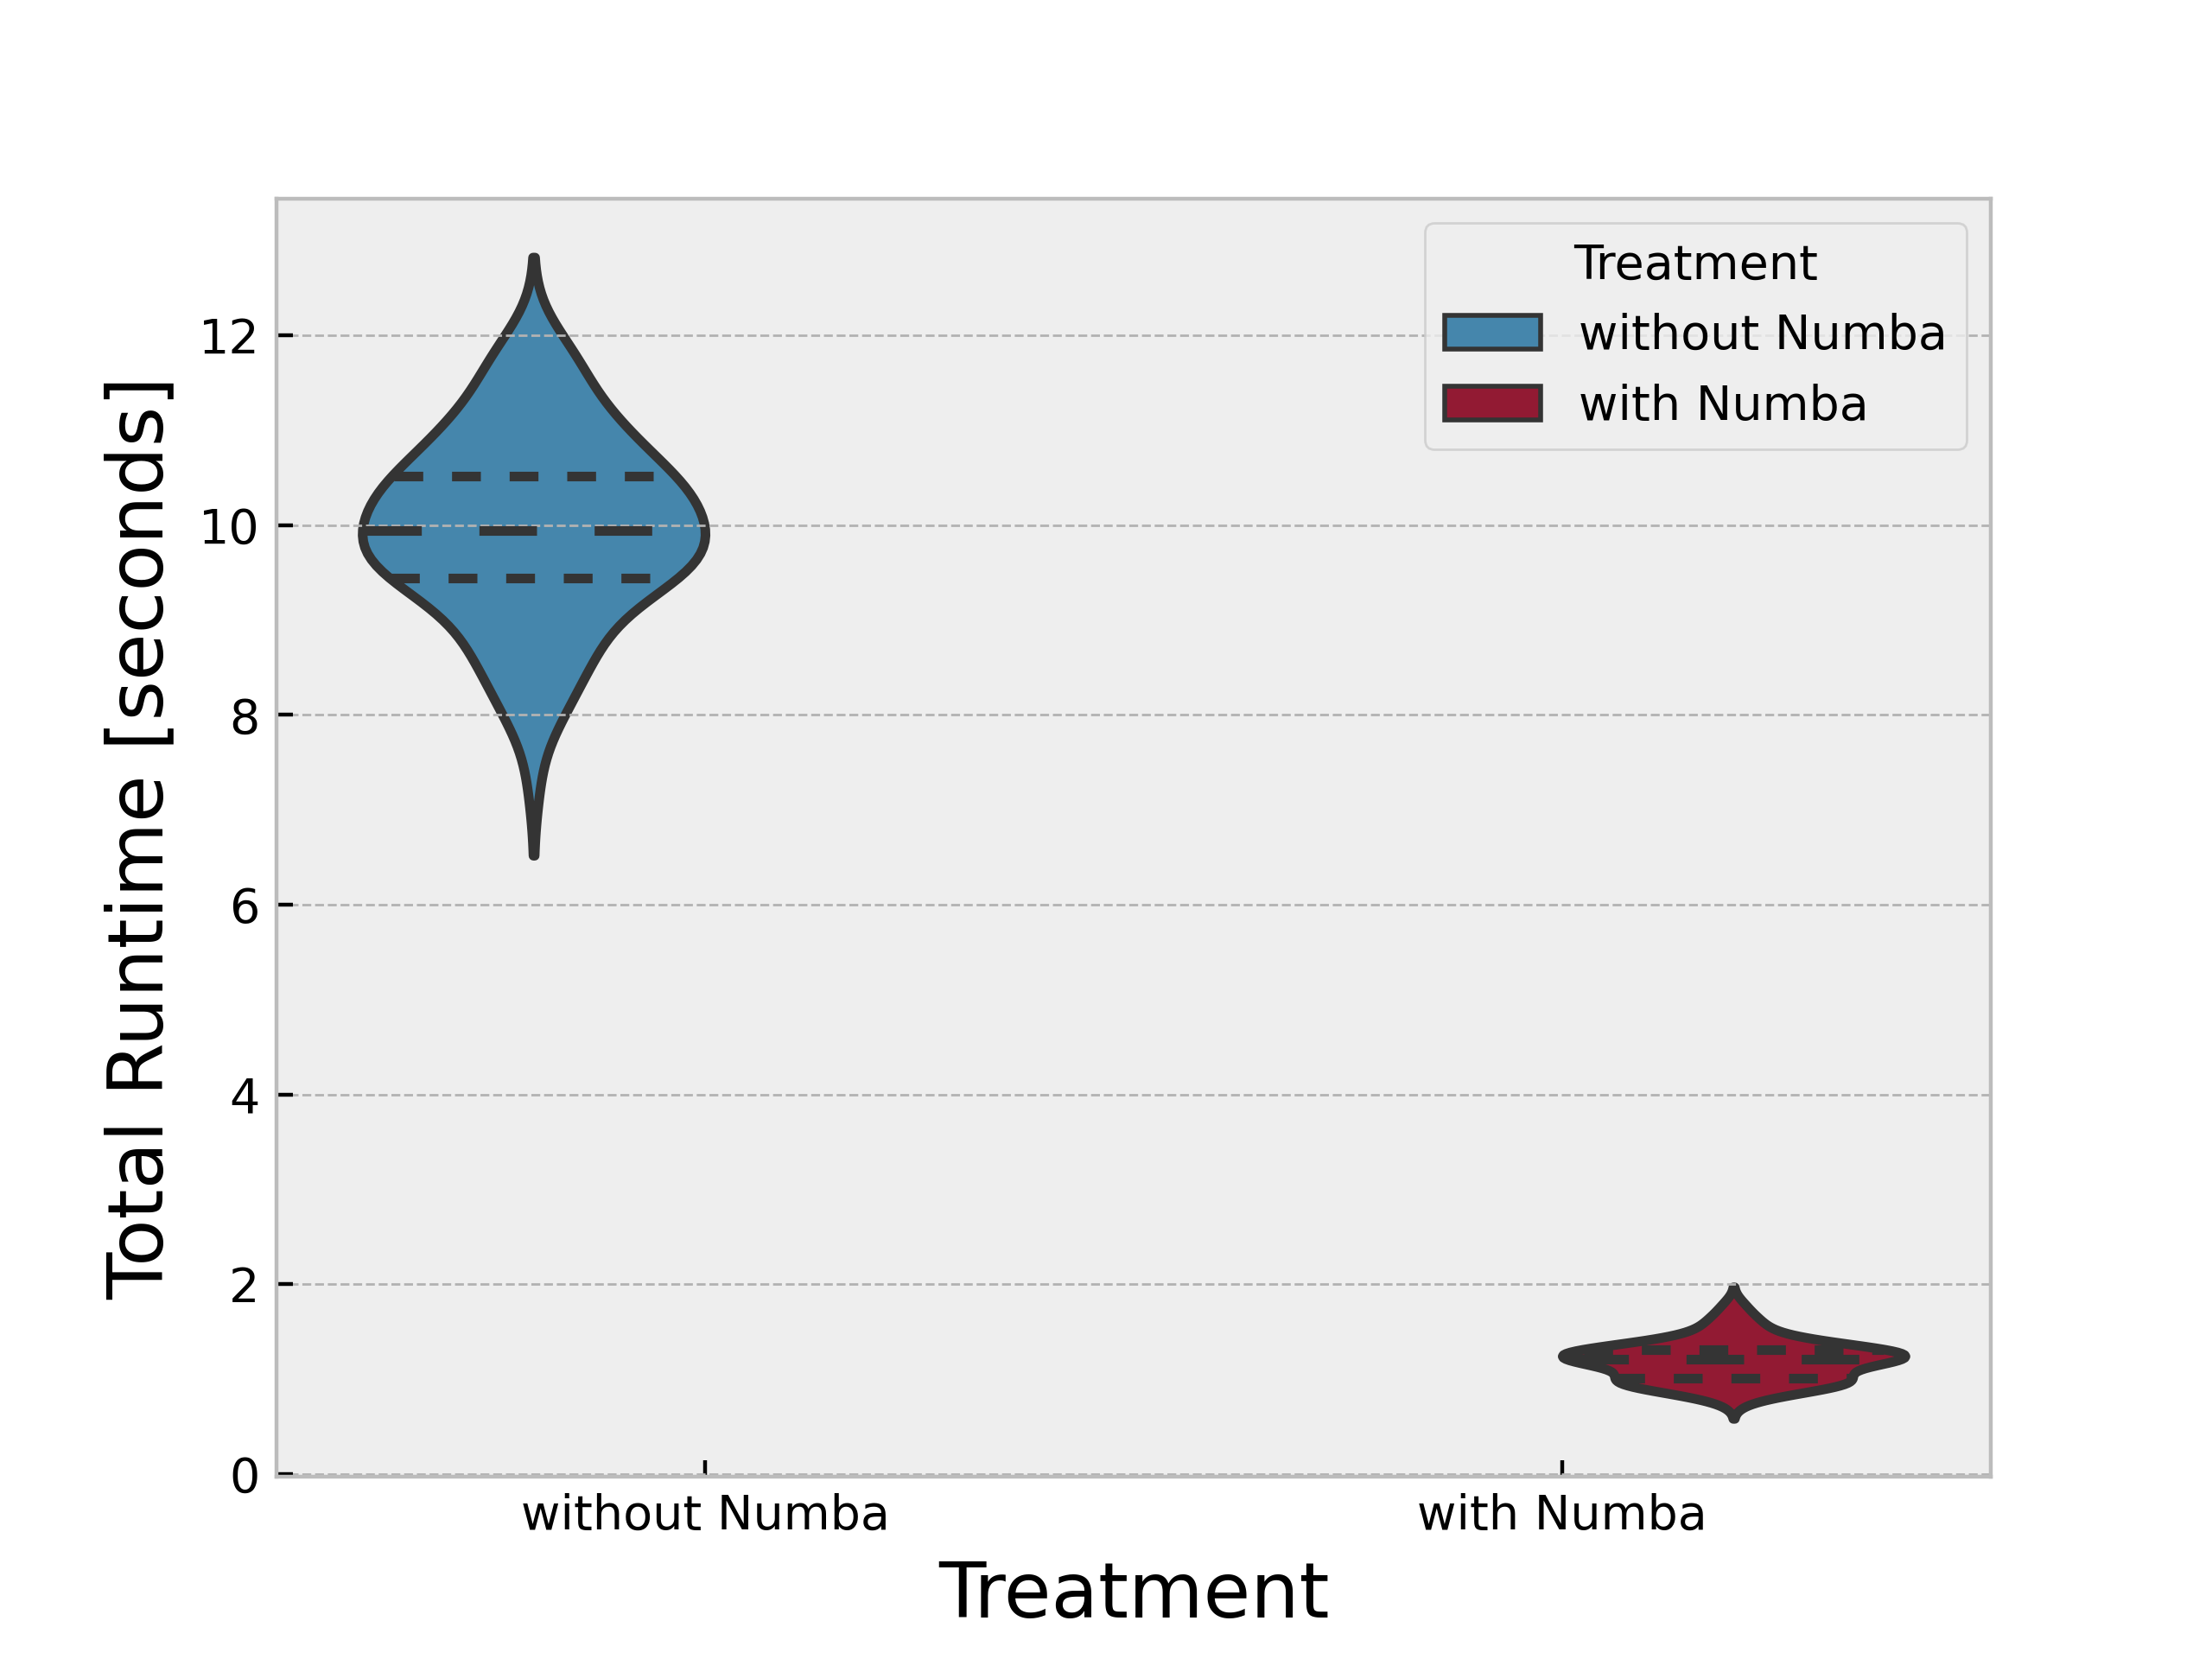 Treatment
without Numba
with Numba
Total Runtime [seconds]
12
10
8
6
4
2
0
without Numba
with Numba
Treatment